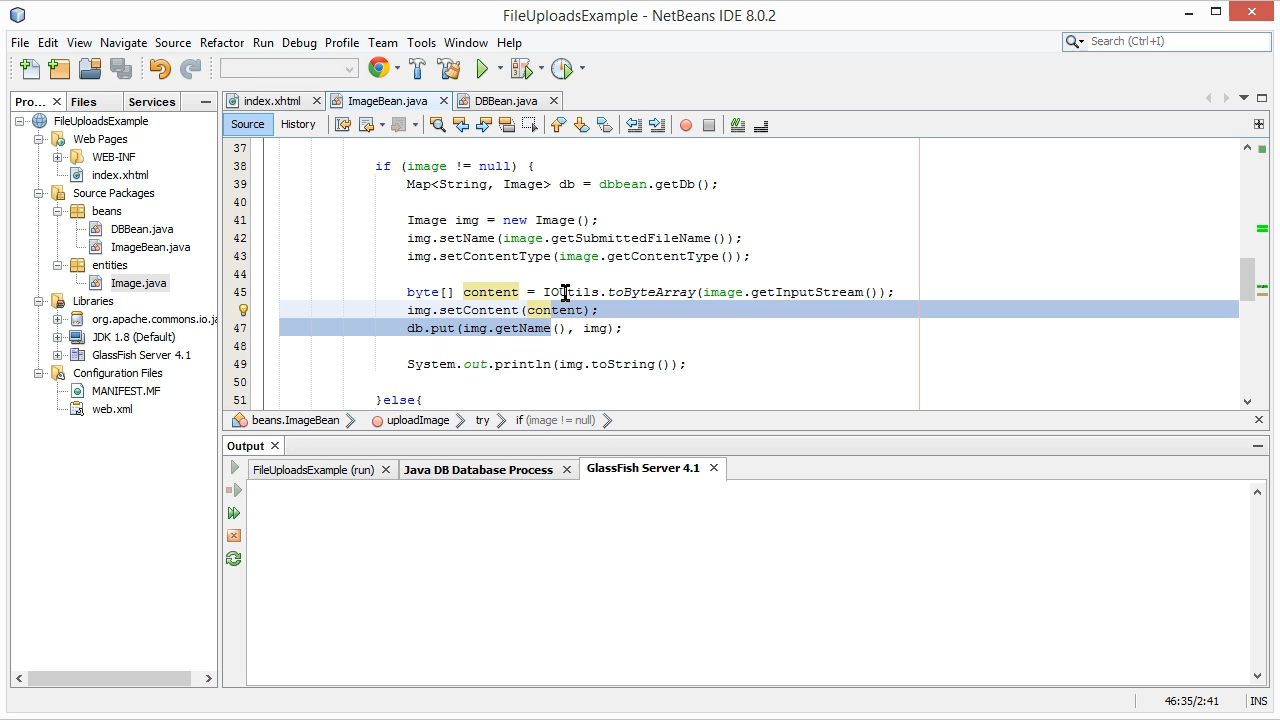 FileUploadsExample - NetBeans IDE 8.0.2
File Edit View Navigate Source Refactor Run Debug Profile Team Tools Window Help
Search (Ctrl+I)
Pro... Files Services
index.xhtml ImageBean.java DBBean.java
Source History
FileUploadsExample
Web Pages
WEB-INF
index.xhtml
Source Packages
beans
DBBean.java
ImageBean.java
entities
Image.java
Libraries
org.apache.commons.io.ja
JDK 1.8 (Default)
GlassFish Server 4.1
Configuration Files
MANIFEST.MF
web.xml
37
38 if (image != null) {
39 Map<String, Image> db = dbbean.getDb();
40
41 Image img = new Image();
42 img.setName(image.getSubmittedFileName());
43 img.setContentType(image.getContentType());
44
45 byte[] content = IOUtils.toByteArray(image.getInputStream());
img.setContent(content);
47 db.put(img.getName(), img);
48
49 System.out.println(img.toString());
50
51 }else{
beans.ImageBean uploadImage try if (image != null)
Output
FileUploadsExample (run) Java DB Database Process GlassFish Server 4.1
46:35/2:41 INS